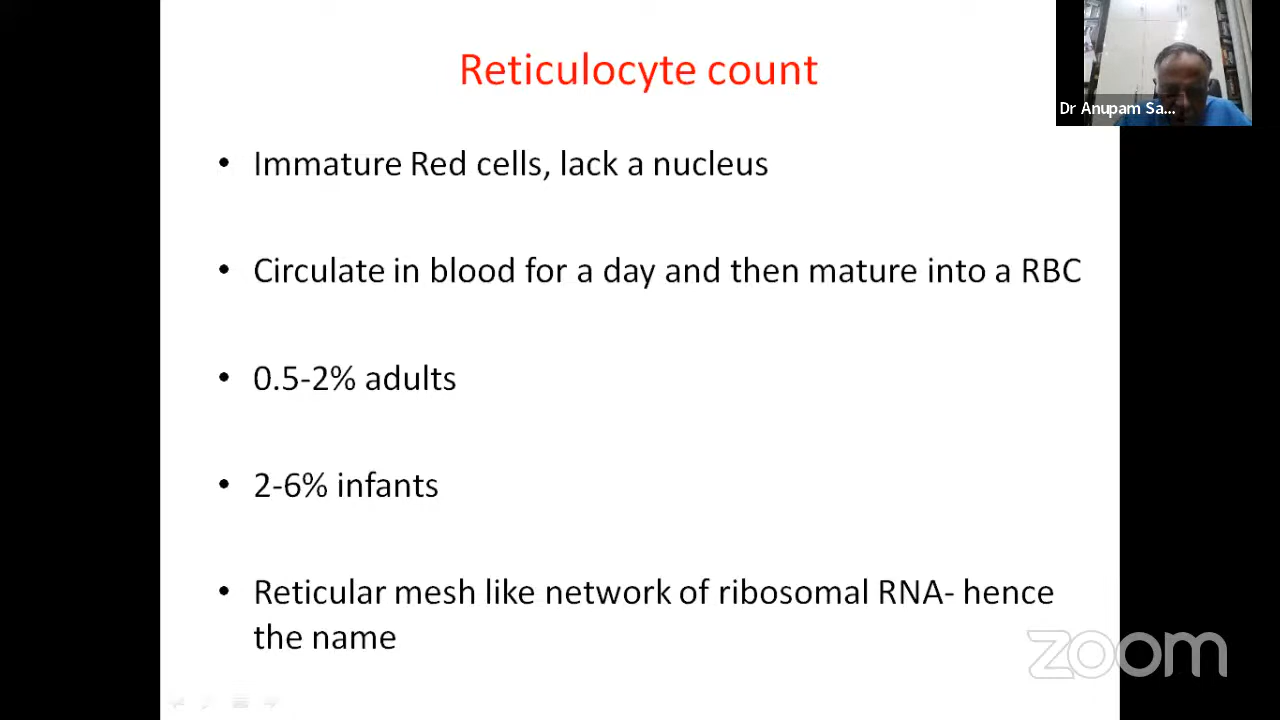 Reticulocyte count
Dr Anupam Sa...
• Immature Red cells, lack a nucleus
• Circulate in blood for a day and then mature into a RBC
• 0.5-2% adults
• 2-6% infants
• Reticular mesh like network of ribosomal RNA- hence
the name
zoom